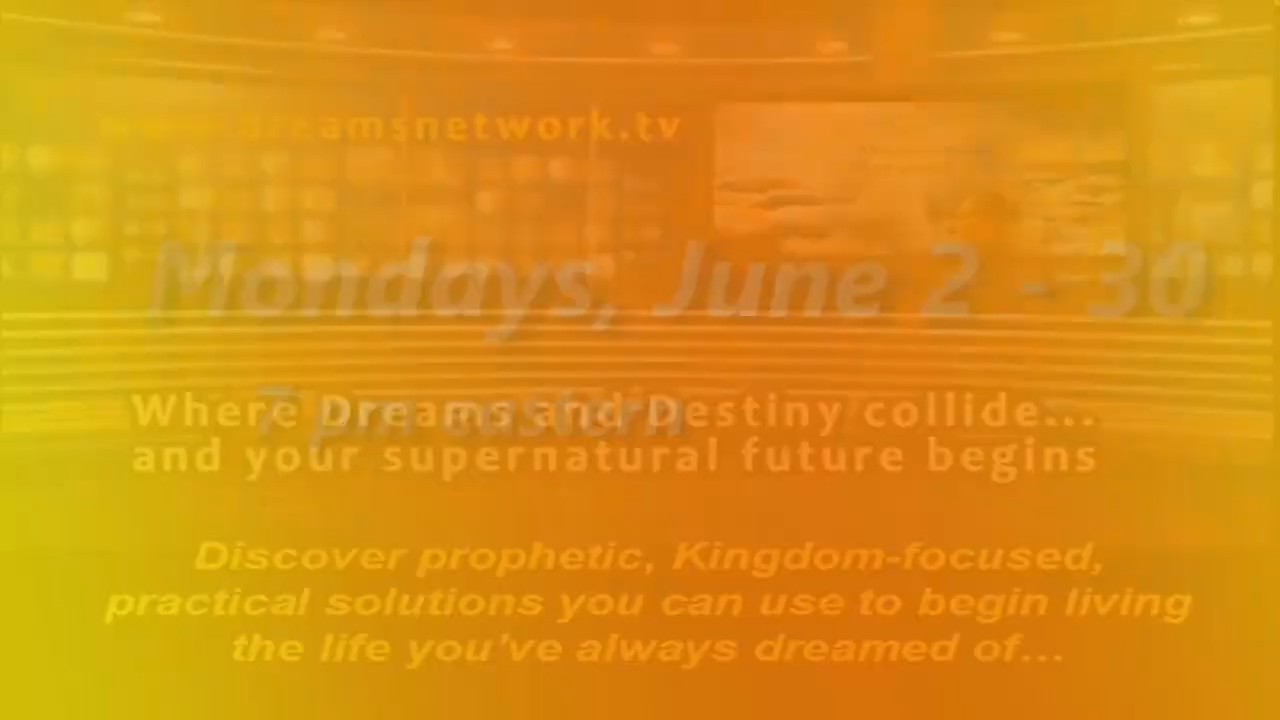 www.dreamsnetwork.tv
Mondays, June 2 - 30
7 pm eastern
Where Dreams and Destiny collide...
and your supernatural future begins
Discover prophetic, Kingdom-focused,
practical solutions you can use to begin living
the life you've always dreamed of...